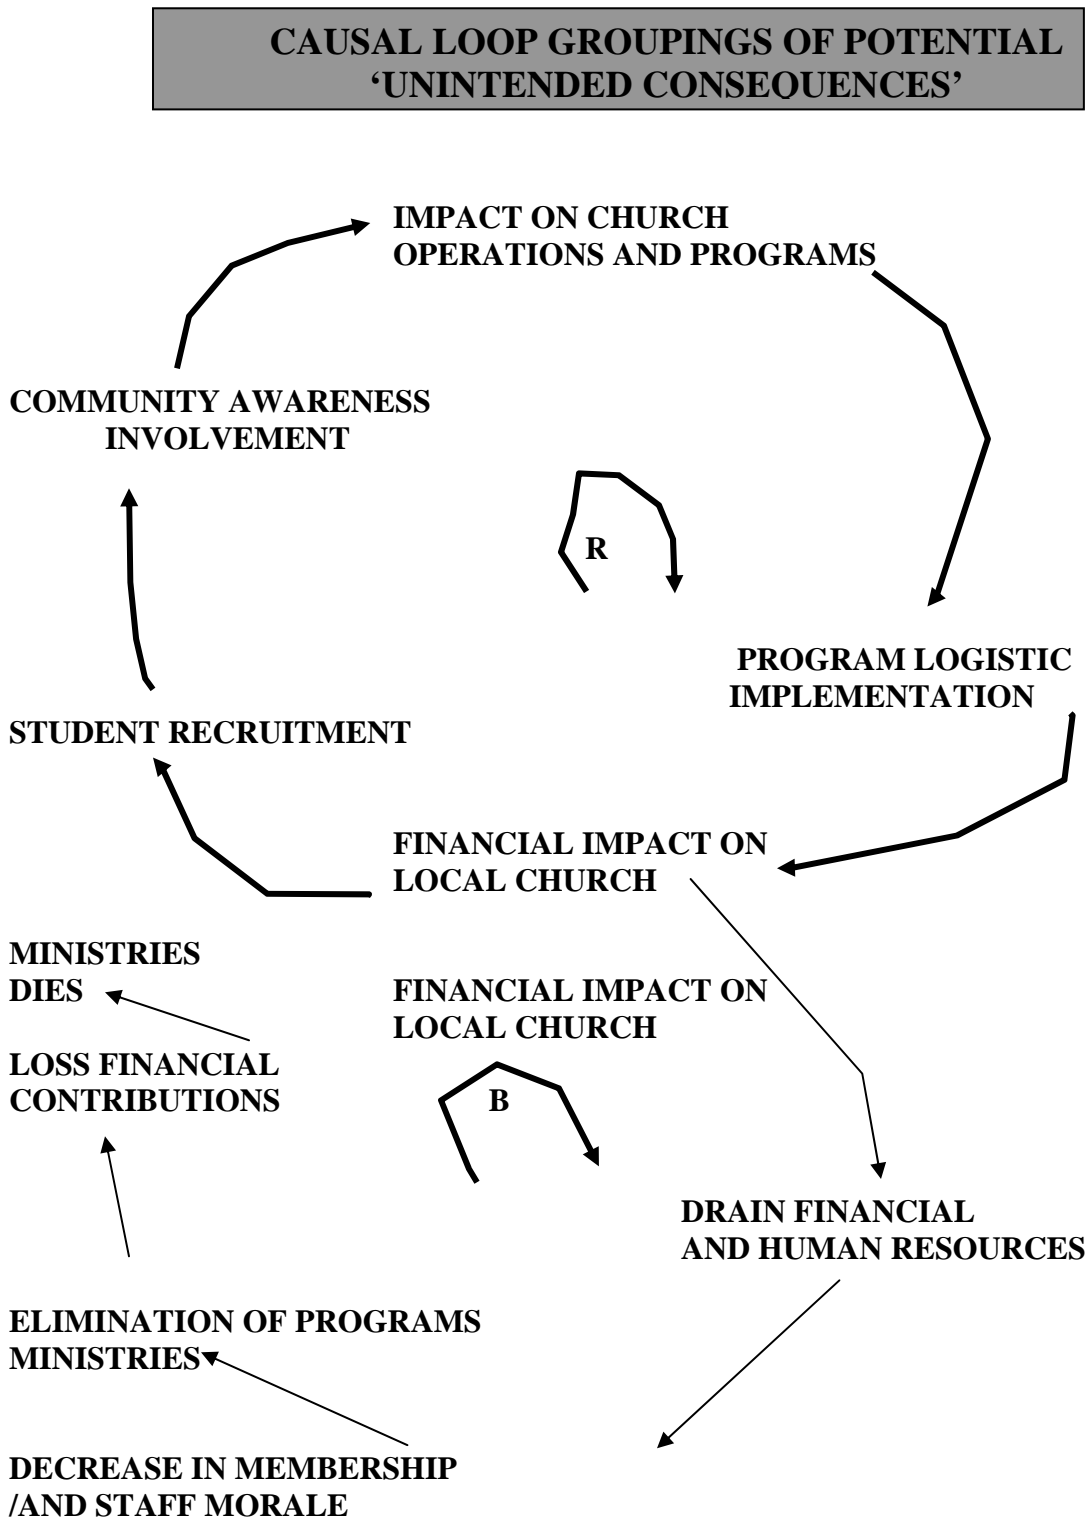 CAUSAL LOOP GROUPINGS OF POTENTIAL
‘UNINTENDED CONSEQUENCES’
IMPACT ON CHURCH
OPERATIONS AND PROGRAMS
COMMUNITY AWARENESS
INVOLVEMENT
R
PROGRAM LOGISTIC
IMPLEMENTATION
STUDENT RECRUITMENT
FINANCIAL IMPACT ON
LOCAL CHURCH
MINISTRIES
DIES
FINANCIAL IMPACT ON
LOCAL CHURCH
LOSS FINANCIAL
CONTRIBUTIONS
B
DRAIN FINANCIAL
AND HUMAN RESOURCES
ELIMINATION OF PROGRAMS
MINISTRIES
DECREASE IN MEMBERSHIP
/AND STAFF MORALE